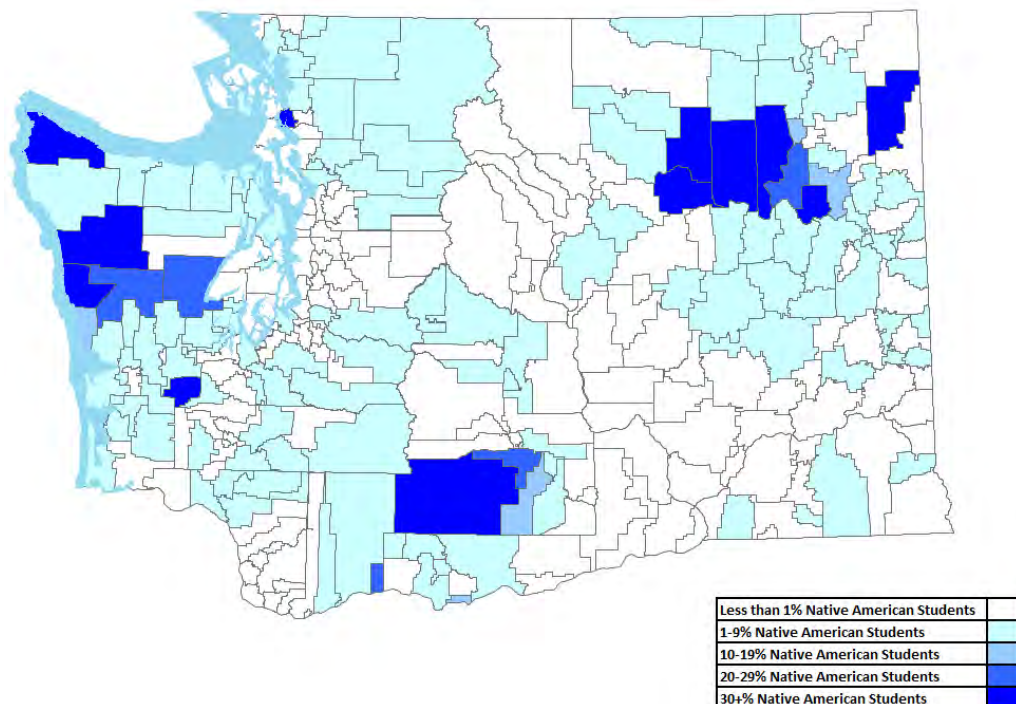 Less than 1% Native American Students
1-9% Native American Students
10-19% Native American Students
20-29% Native American Students
30+% Native American Students